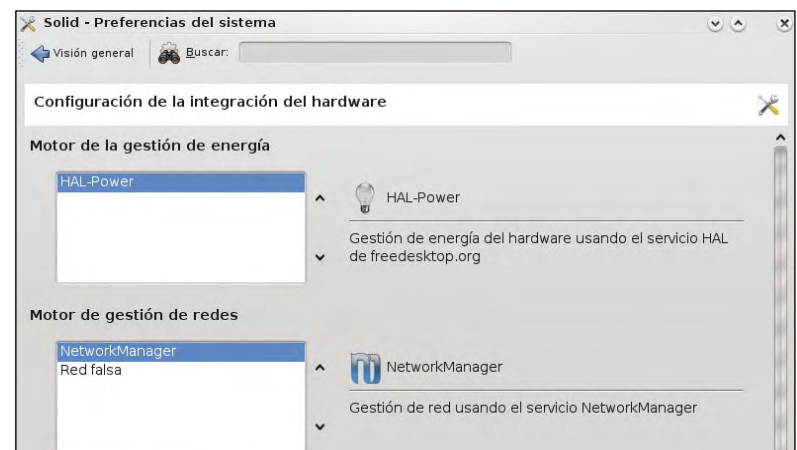 Solid - Preferencias del sistema
Visión general
Buscar:
Configuración de la integración del hardware
Motor de la gestión de energía
HAL-Power
HAL-Power
Gestión de energía del hardware usando el servicio HAL
de freedesktop.org
Motor de gestión de redes
NetworkManager
Red falsa
NetworkManager
Gestión de red usando el servicio NetworkManager